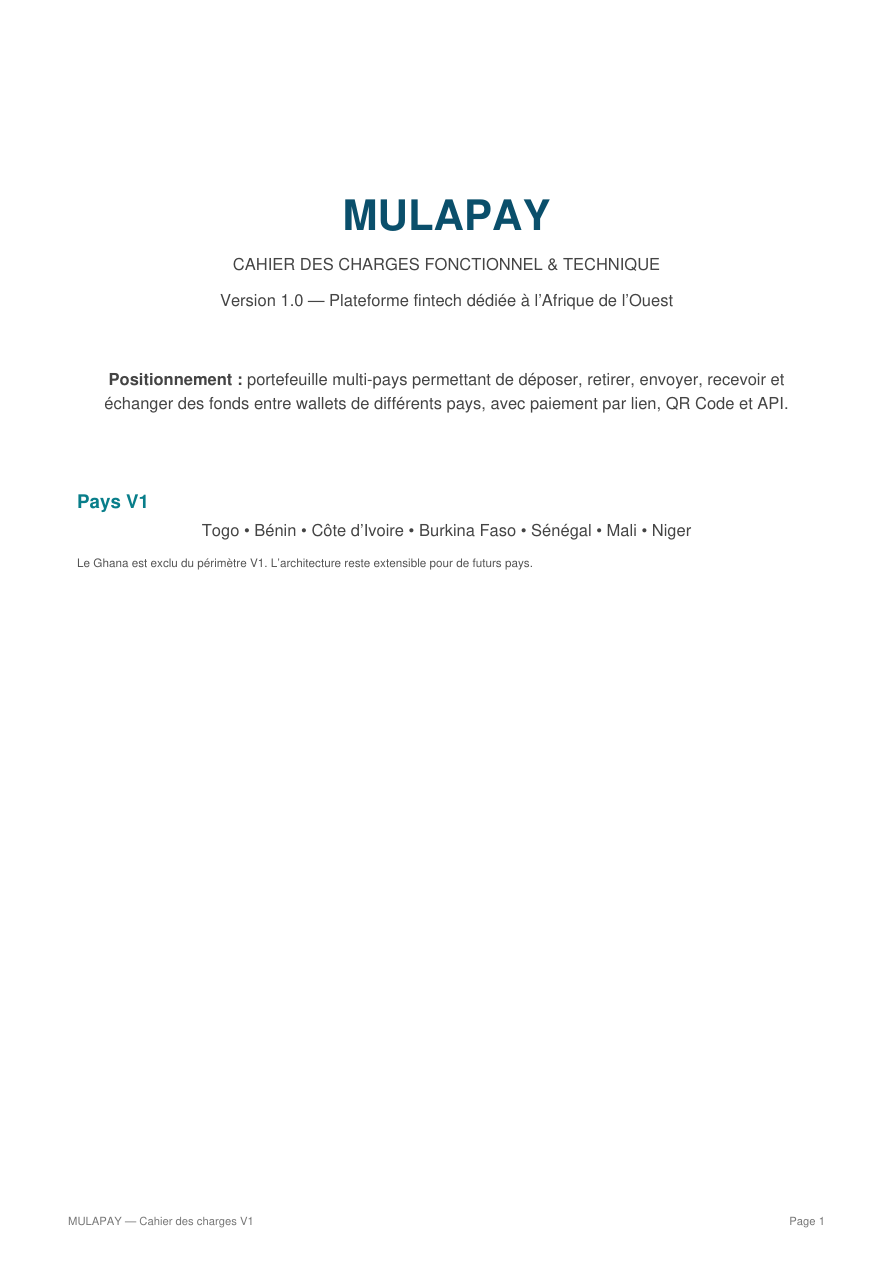 MULAPAY
CAHIER DES CHARGES FONCTIONNEL & TECHNIQUE
Version 1.0 — Plateforme fintech dédiée à l’Afrique de l’Ouest
Positionnement : portefeuille multi-pays permettant de déposer, retirer, envoyer, recevoir et
échanger des fonds entre wallets de différents pays, avec paiement par lien, QR Code et API.
Pays V1
Togo • Bénin • Côte d’Ivoire • Burkina Faso • Sénégal • Mali • Niger
Le Ghana est exclu du périmètre V1. L’architecture reste extensible pour de futurs pays.
MULAPAY — Cahier des charges V1
Page 1